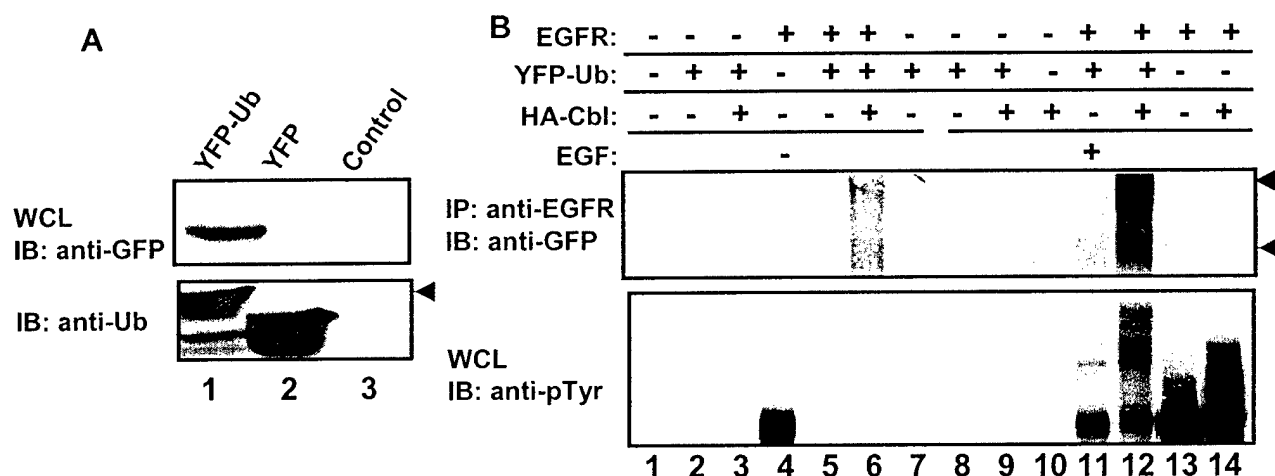 A
YFP-Ub YFP Control
WCL
IB: anti-GFP
IB: anti-Ub
1 2 3
B
EGFR: - - - + + + - - - - + + + +
YFP-Ub: - + + - + + + + + - + + - -
HA-Cbl: - - + - - + - - + + - + - +
EGF: - +
IP: anti-EGFR
IB: anti-GFP
WCL
IB: anti-pTyr
1 2 3 4 5 6 7 8 9 10 11 12 13 14